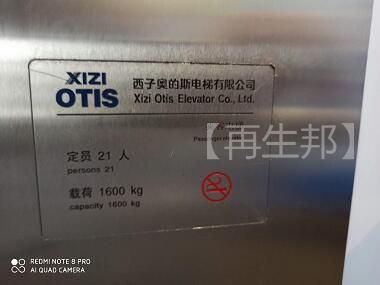 XIZI
OTIS
西子奥的斯电梯有限公司
Xizi Otis Elevator Co., Ltd.
【再生邦】
定员 21 人
persons 21
载荷 1600 kg
capacity 1600 kg
REDMI NOTE 8 PRO
AI QUAD CAMERA